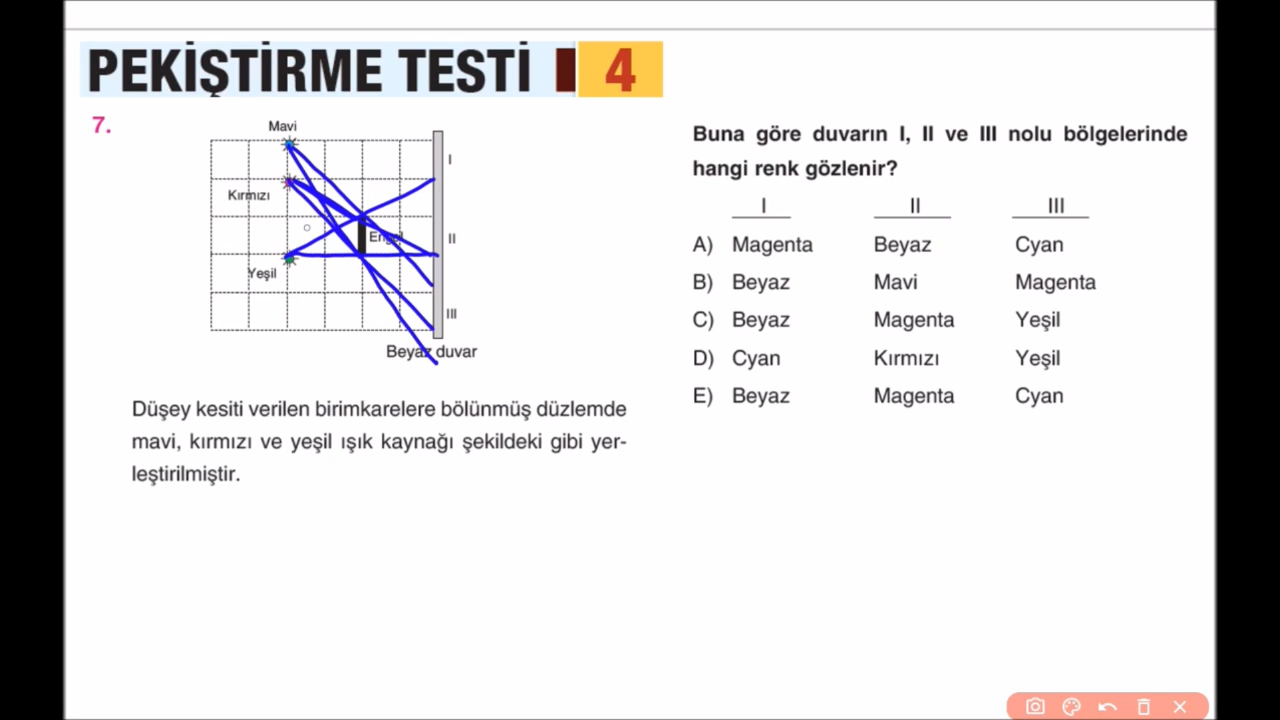 PEKİŞTİRME TESTİ 4
7.
Mavi
Kırmızı
Yeşil
Engel
I
II
III
Beyaz duvar
Düşey kesiti verilen birimkarelere bölünmüş düzlemde
mavi, kırmızı ve yeşil ışık kaynağı şekildeki gibi yer-
leştirilmiştir.
Buna göre duvarın I, II ve III nolu bölgelerinde
hangi renk gözlenir?
I II III
A) Magenta Beyaz Cyan
B) Beyaz Mavi Magenta
C) Beyaz Magenta Yeşil
D) Cyan Kırmızı Yeşil
E) Beyaz Magenta Cyan